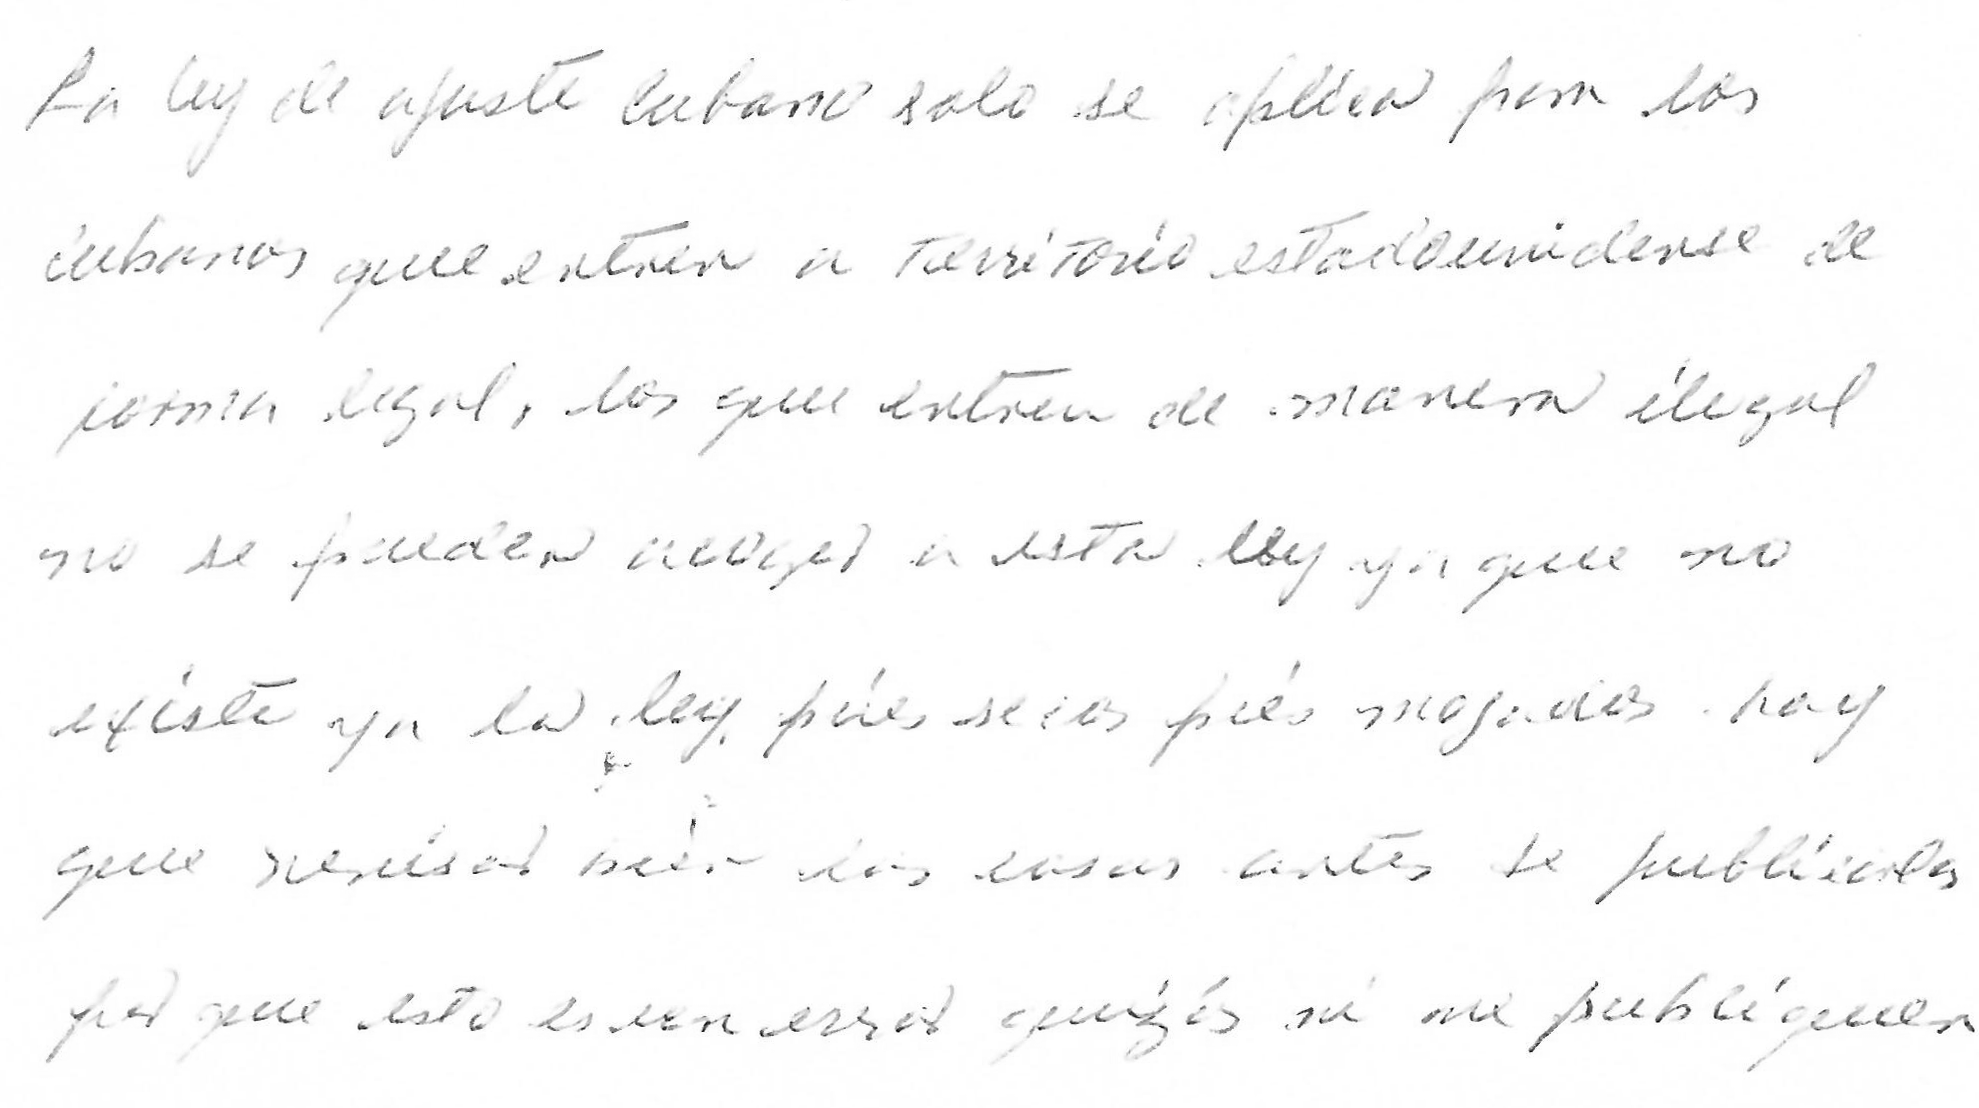 La ley de ajuste cubano solo se aplica para los
cubanos que entren a territorio estadounidense de
forma legal, los que entren de manera ilegal
no se pueden acoger a esta ley ya que no
existe ya la ley, pies secos pies mojados hay
que revisar bien las cosas antes de publicarlas
por que esto es un error quizás ni me publiquen